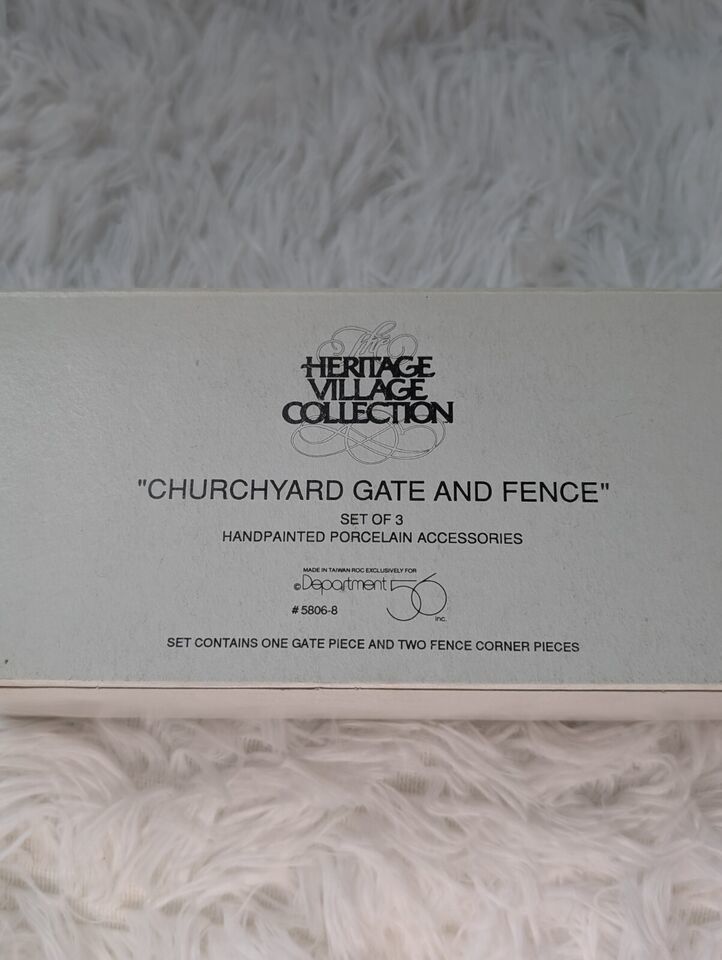 the
HERITAGE
VILLAGE
COLLECTION
"CHURCHYARD GATE AND FENCE"
SET OF 3
HANDPAINTED PORCELAIN ACCESSORIES
MADE IN TAIWAN ROC EXCLUSIVELY FOR
©Department 56
inc.
# 5806-8
SET CONTAINS ONE GATE PIECE AND TWO FENCE CORNER PIECES